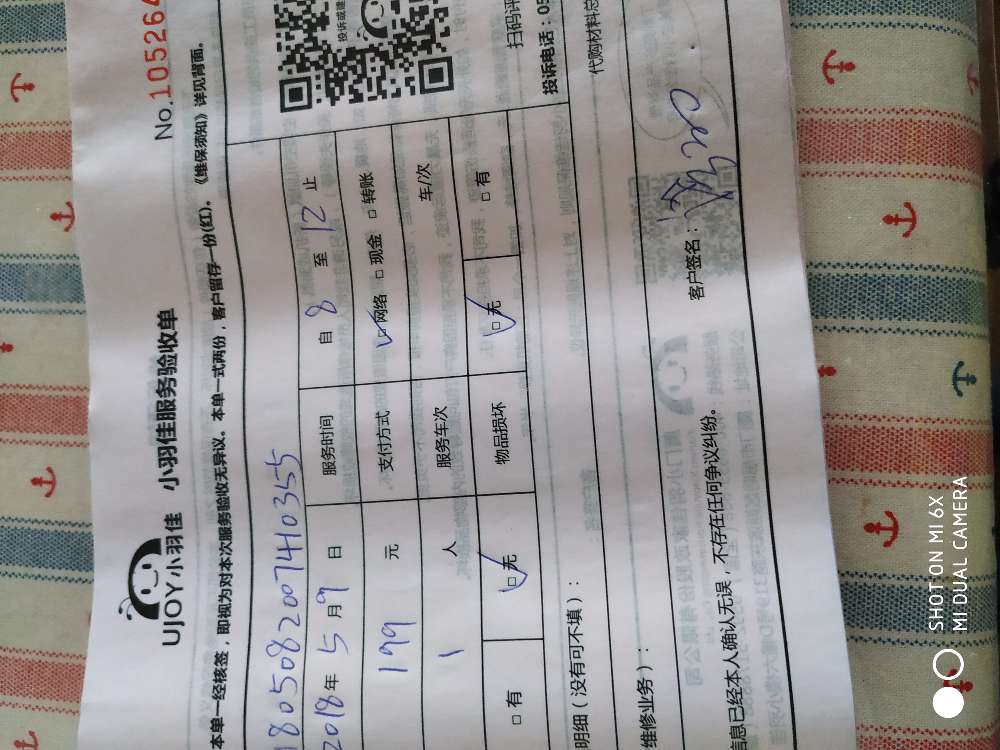 No.105264
UJOY小羽佳 小羽佳服务验收单
本单一经核签，即视为对本次服务验收无异议。本单一式两份，客户留存一份(红)。《维保须知》详见背面。
180508200741​0355
2018年5月9日 服务时间 自8至12止
199元 支付方式 ☑网络 □现金 □转账
1人 服务车次 车/次
□有 ☑无 物品损坏 ☑无 □有
投诉或建
扫码评
投诉电话：05
明细（没有可不填）：
代购材料总
维修业务）：
客户签名：
信息已经本人确认无误，不存在任何争议纠纷。
SHOT ON MI 6X
MI DUAL CAMERA